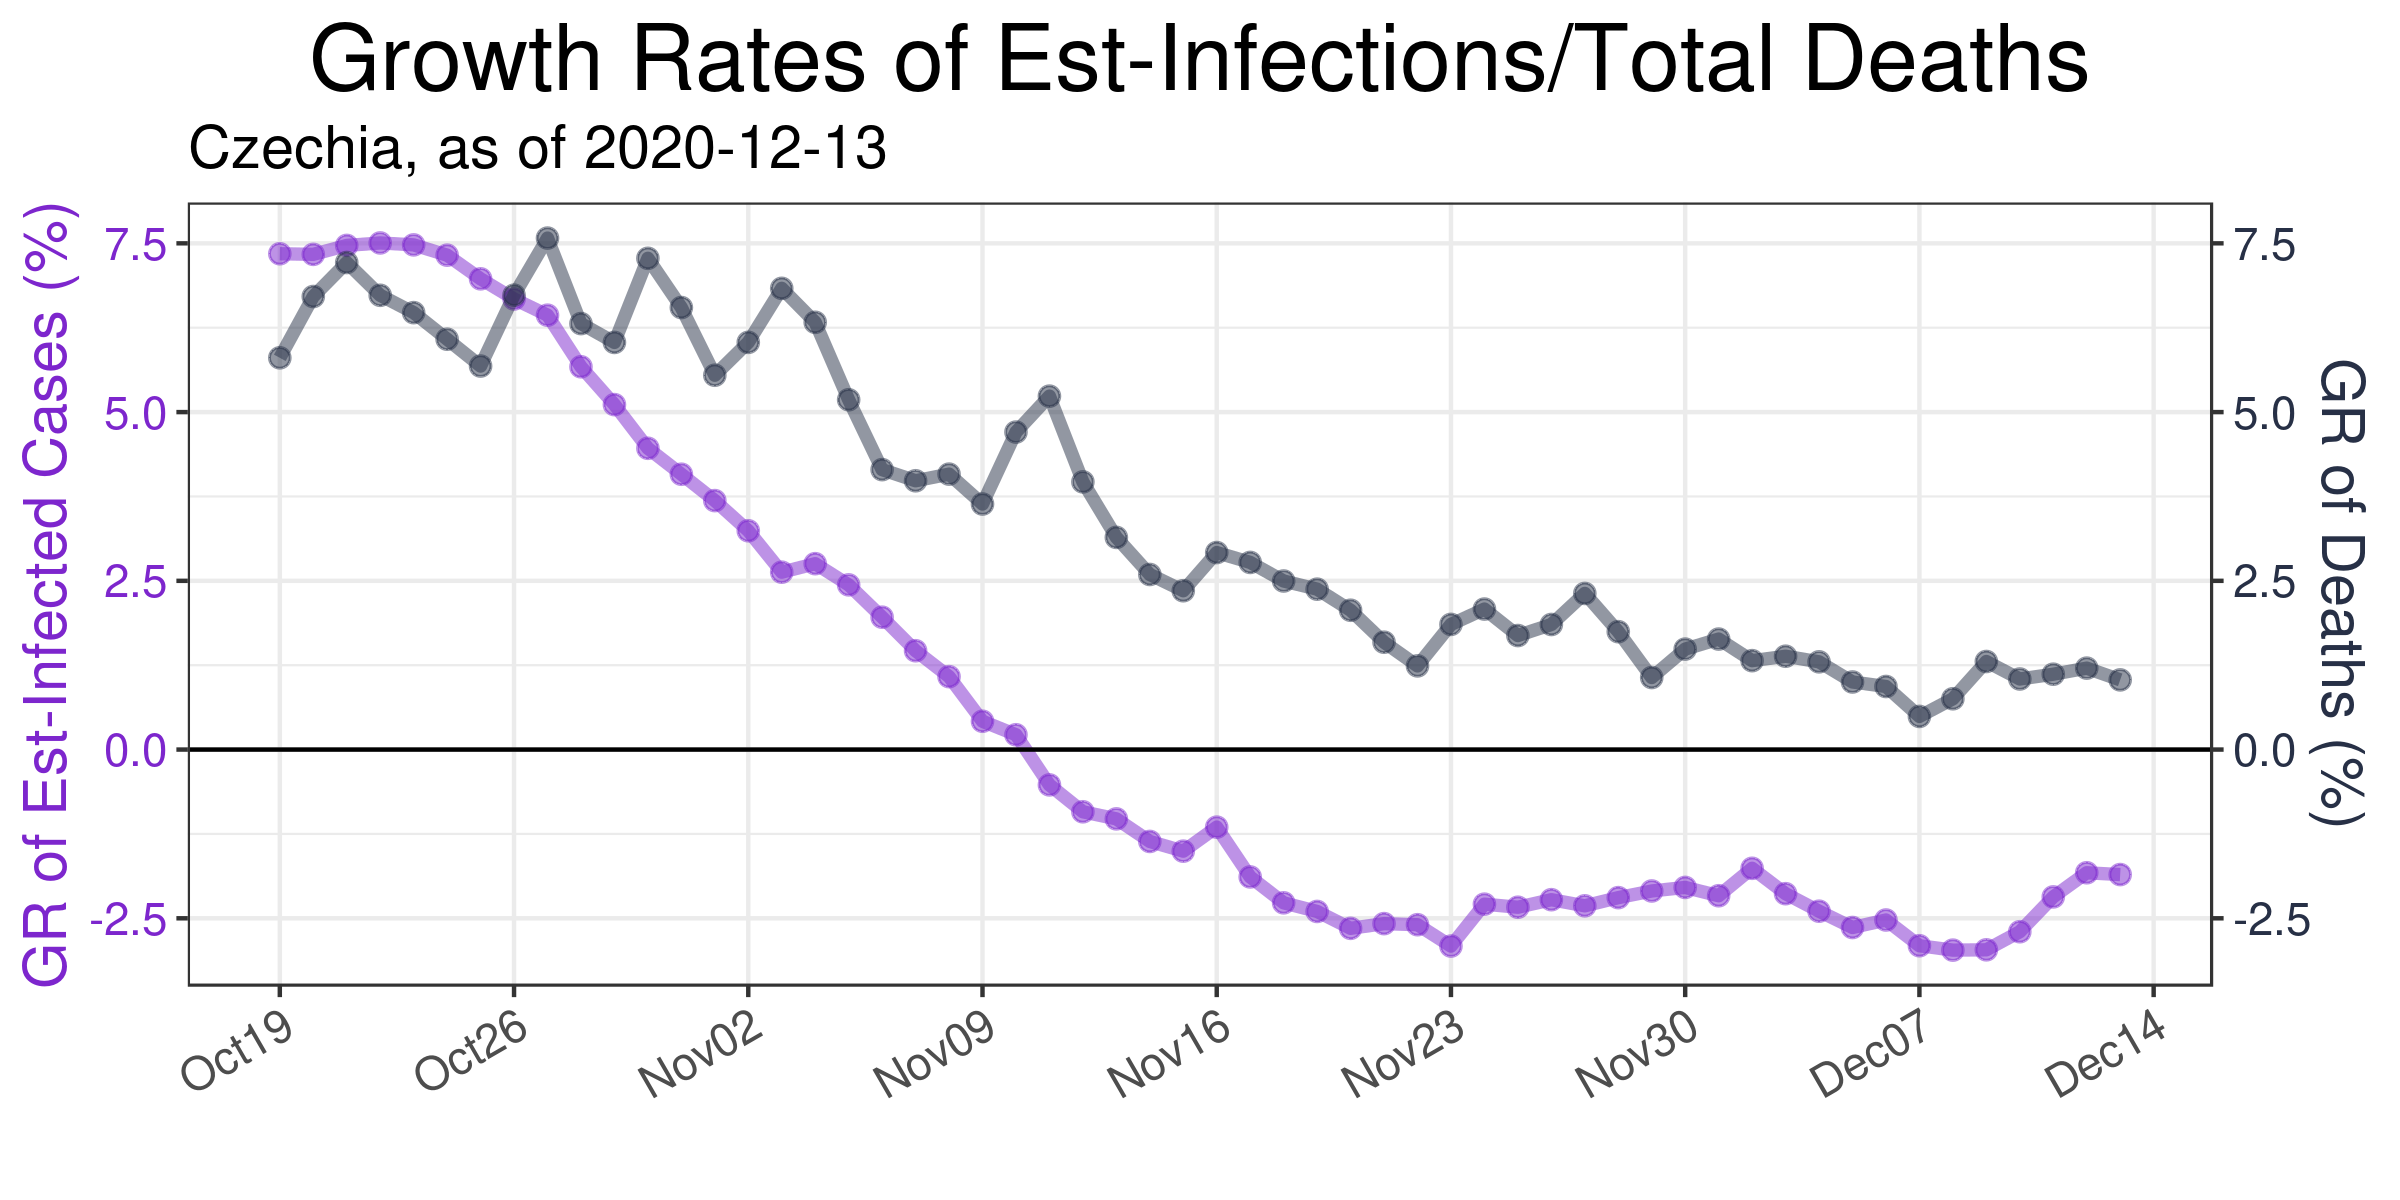 Growth Rates of Est-Infections/Total Deaths
Czechia, as of 2020-12-13
GR of Est-Infected Cases (%)
7.5
5.0
2.5
0.0
-2.5
7.5
5.0
2.5
0.0
-2.5
GR of Deaths (%)
Oct19
Oct26
Nov02
Nov09
Nov16
Nov23
Nov30
Dec07
Dec14